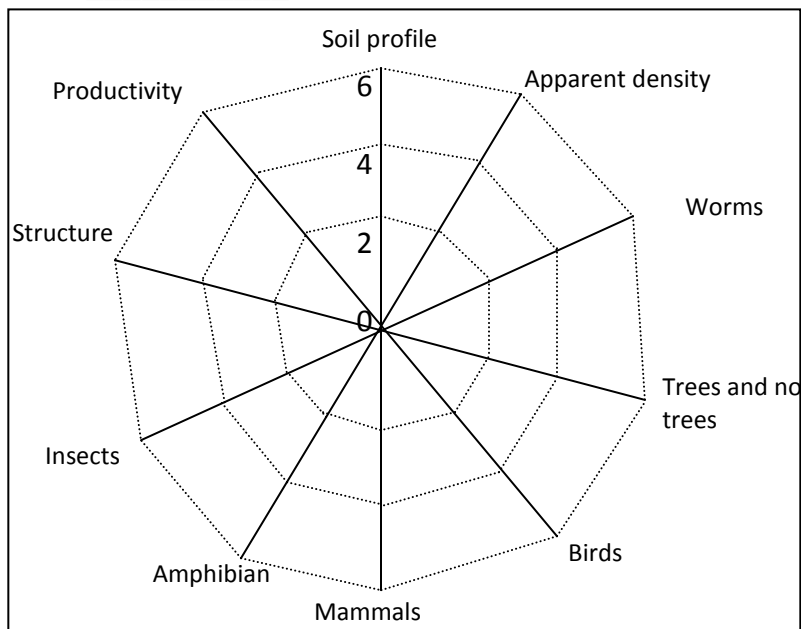 Soil profile
Productivity
6
Apparent density
4
Worms
Structure
2
0
Trees and no
trees
Insects
Birds
Amphibian
Mammals